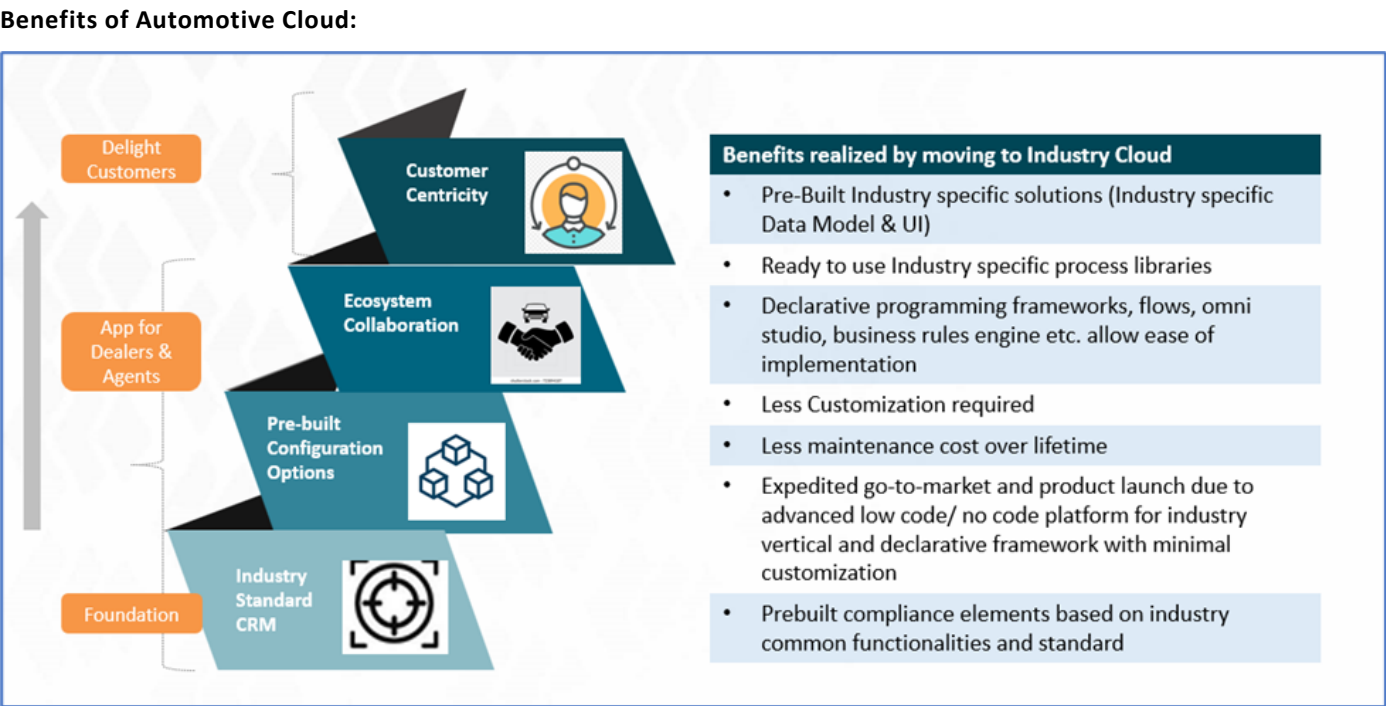 Benefits of Automotive Cloud:
Delight
Customers
Customer
Centricity
App for
Dealers &
Agents
Ecosystem
Collaboration
Pre-built
Configuration
Options
Foundation
Industry
Standard
CRM
Benefits realized by moving to Industry Cloud
• Pre-Built Industry specific solutions (Industry specific
Data Model & UI)
• Ready to use Industry specific process libraries
• Declarative programming frameworks, flows, omni
studio, business rules engine etc. allow ease of
implementation
• Less Customization required
• Less maintenance cost over lifetime
• Expedited go-to-market and product launch due to
advanced low code/ no code platform for industry
vertical and declarative framework with minimal
customization
• Prebuilt compliance elements based on industry
common functionalities and standard